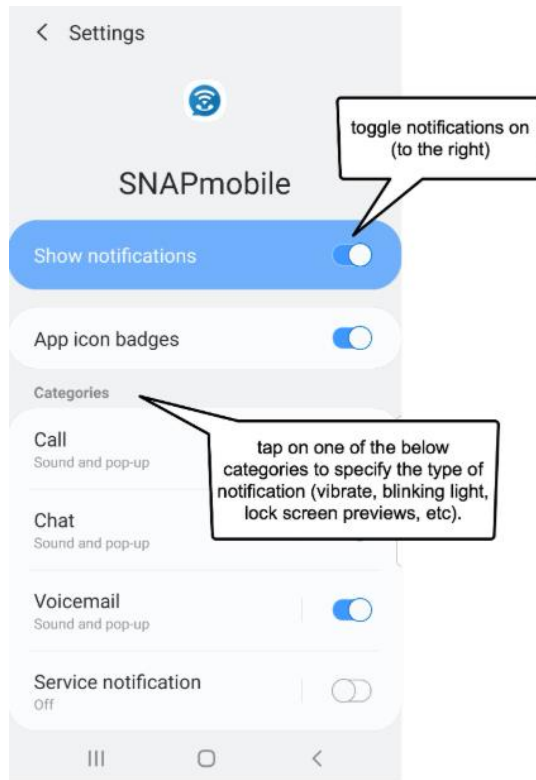 Settings
toggle notifications on
(to the right)
SNAPmobile
Show notifications
App icon badges
Categories
tap on one of the below
categories to specify the type of
notification (vibrate, blinking light,
lock screen previews, etc).
Call
Sound and pop-up
Chat
Sound and pop-up
Voicemail
Sound and pop-up
Service notification
Off